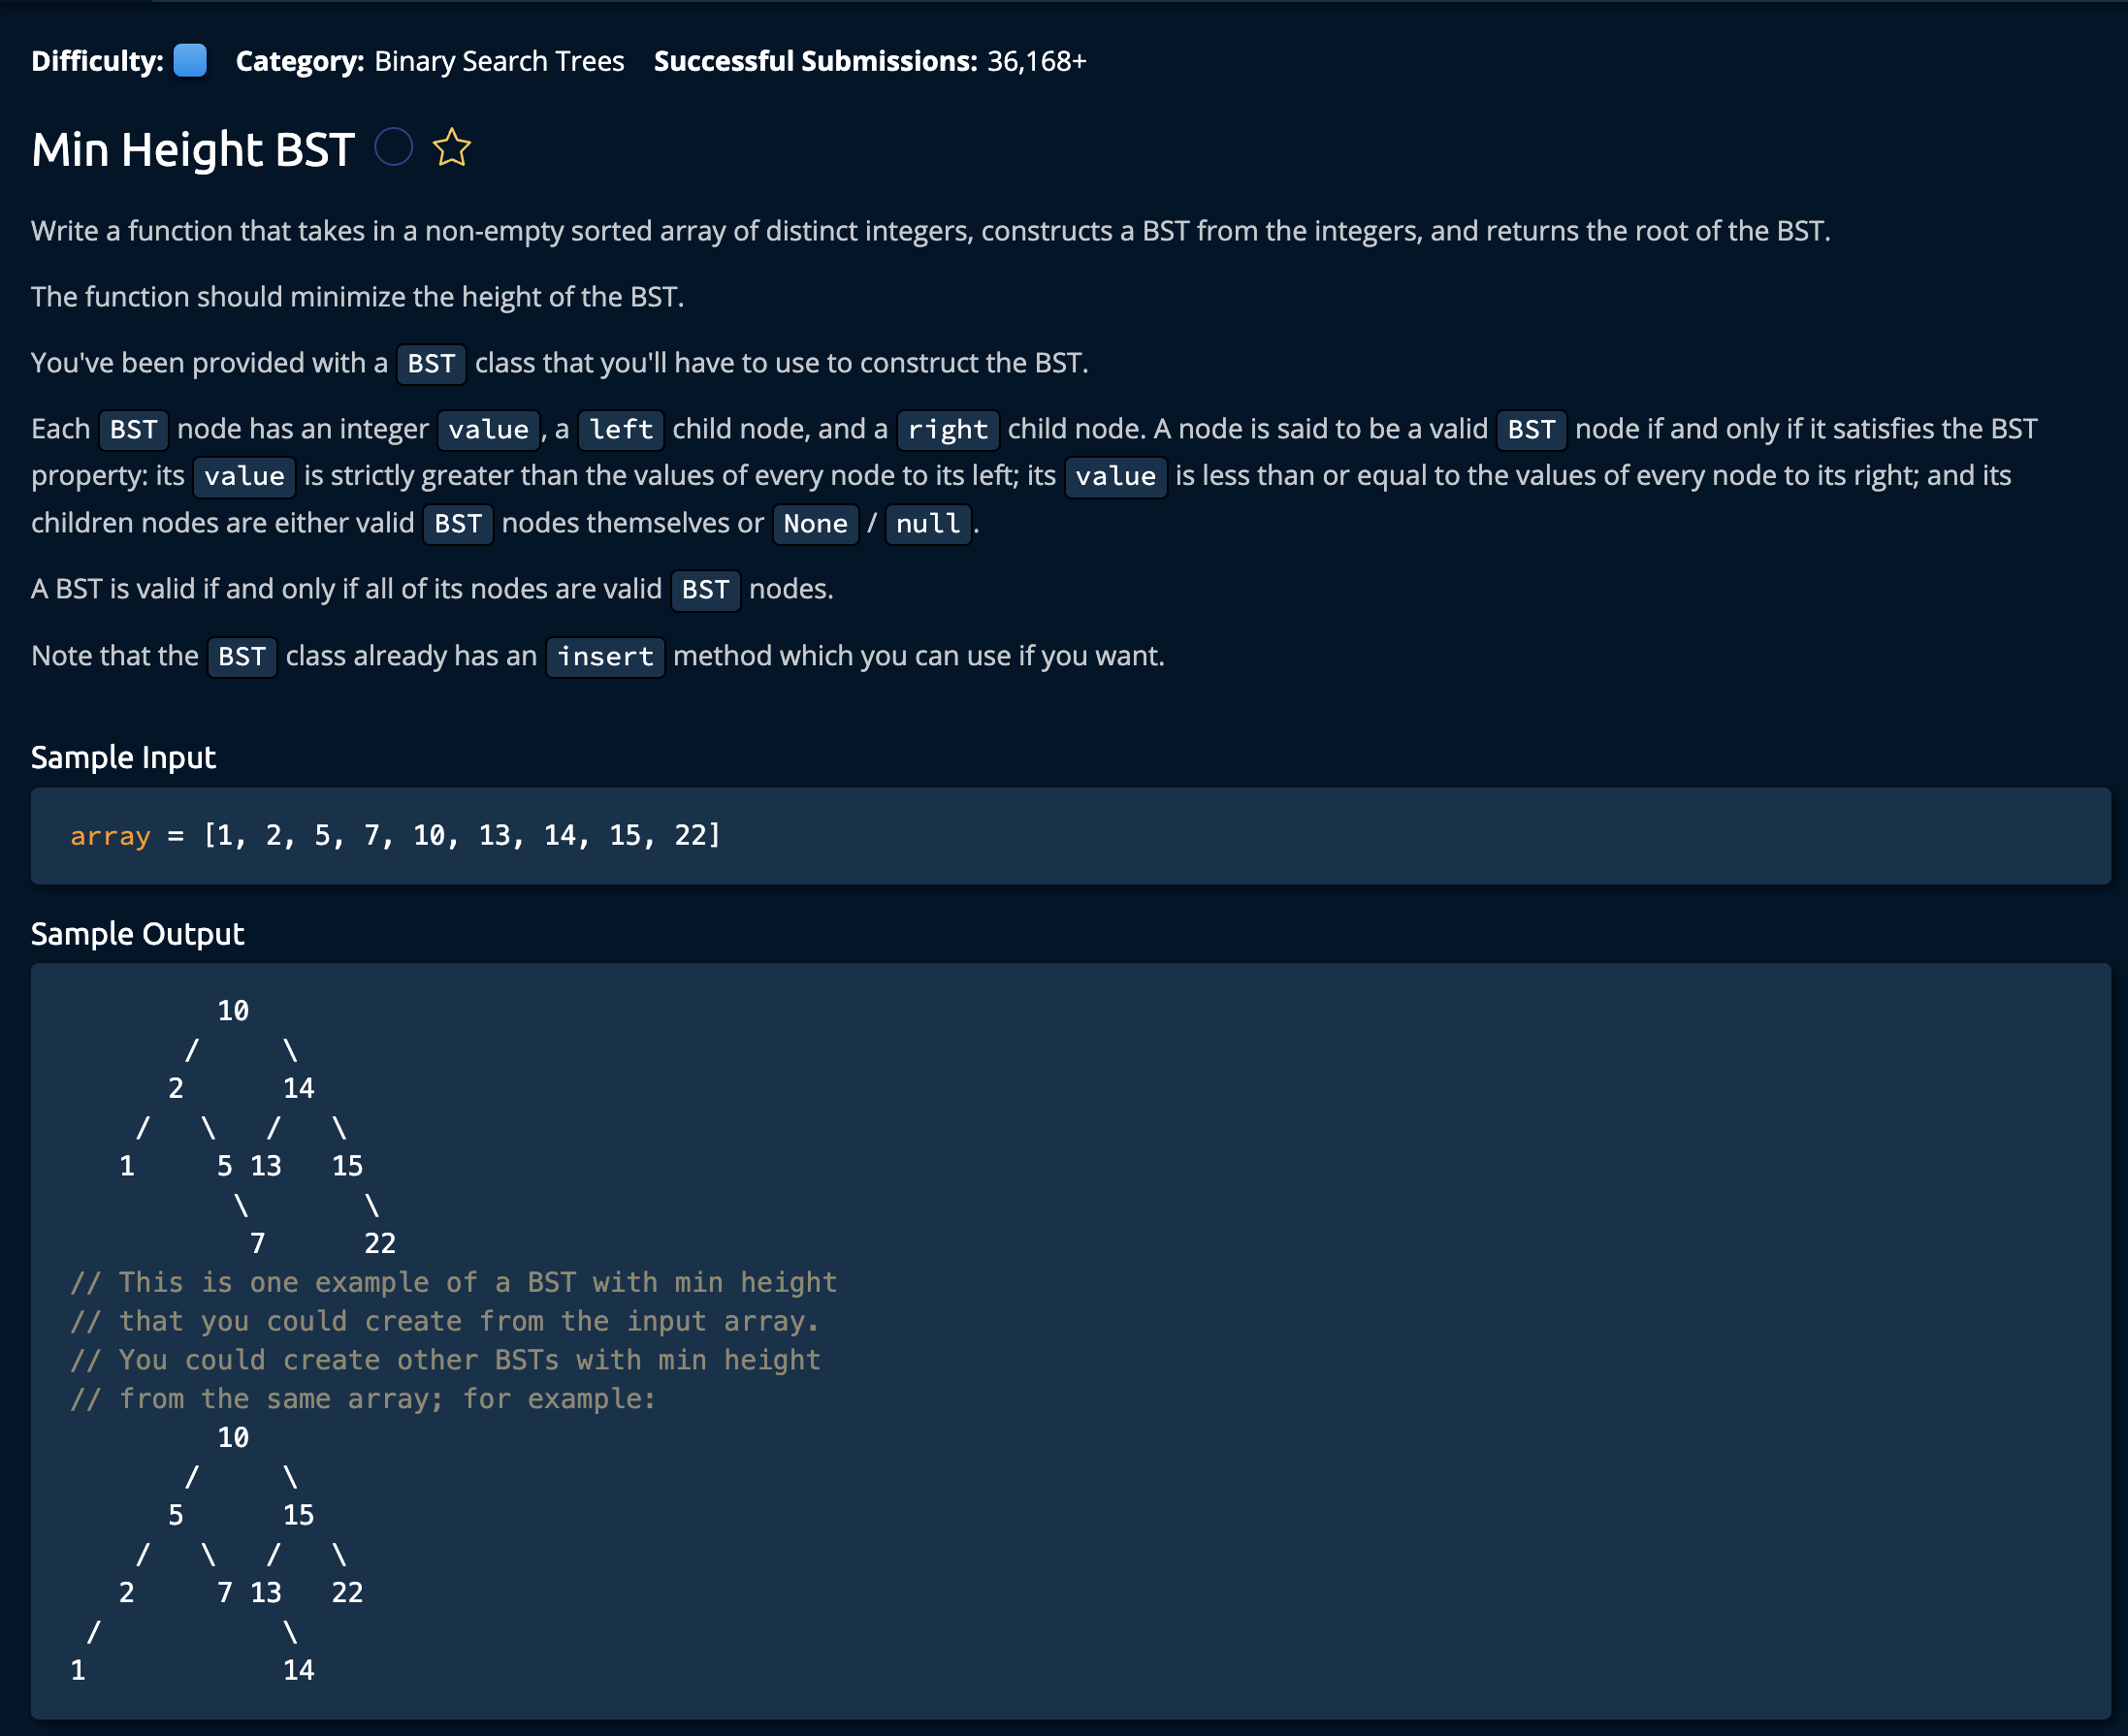 Difficulty: Category: Binary Search Trees Successful Submissions: 36,168+
Min Height BST
Write a function that takes in a non-empty sorted array of distinct integers, constructs a BST from the integers, and returns the root of the BST.
The function should minimize the height of the BST.
You've been provided with a BST class that you'll have to use to construct the BST.
Each BST node has an integer value, a left child node, and a right child node. A node is said to be a valid BST node if and only if it satisfies the BST
property: its value is strictly greater than the values of every node to its left; its value is less than or equal to the values of every node to its right; and its
children nodes are either valid BST nodes themselves or None / null.
A BST is valid if and only if all of its nodes are valid BST nodes.
Note that the BST class already has an insert method which you can use if you want.
Sample Input
array = [1, 2, 5, 7, 10, 13, 14, 15, 22]
Sample Output
         10
       /     \
      2      14
    /   \   /   \
   1     5 13   15
          \       \
           7      22
// This is one example of a BST with min height
// that you could create from the input array.
// You could create other BSTs with min height
// from the same array; for example:
         10
       /     \
      5      15
    /   \   /   \
   2     7 13   22
 /           \
1            14